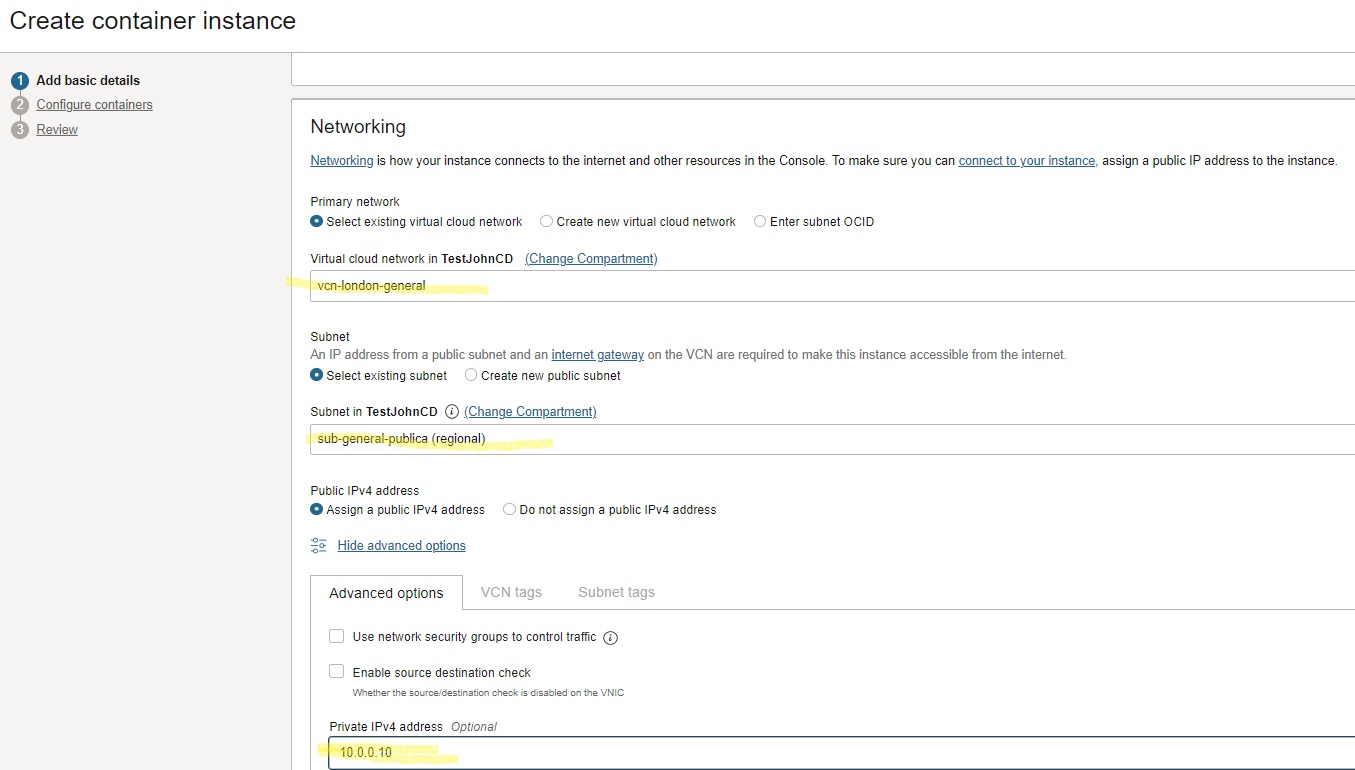 Create container instance
1 Add basic details
2 Configure containers
3 Review
Networking
Networking is how your instance connects to the internet and other resources in the Console. To make sure you can connect to your instance, assign a public IP address to the instance.
Primary network
Select existing virtual cloud network Create new virtual cloud network Enter subnet OCID
Virtual cloud network in TestJohnCD (Change Compartment)
vcn-london-general
Subnet
An IP address from a public subnet and an internet gateway on the VCN are required to make this instance accessible from the internet.
Select existing subnet Create new public subnet
Subnet in TestJohnCD i (Change Compartment)
sub-general-publica (regional)
Public IPv4 address
Assign a public IPv4 address Do not assign a public IPv4 address
Hide advanced options
Advanced options VCN tags Subnet tags
Use network security groups to control traffic i
Enable source destination check
Whether the source/destination check is disabled on the VNIC
Private IPv4 address Optional
10.0.0.10